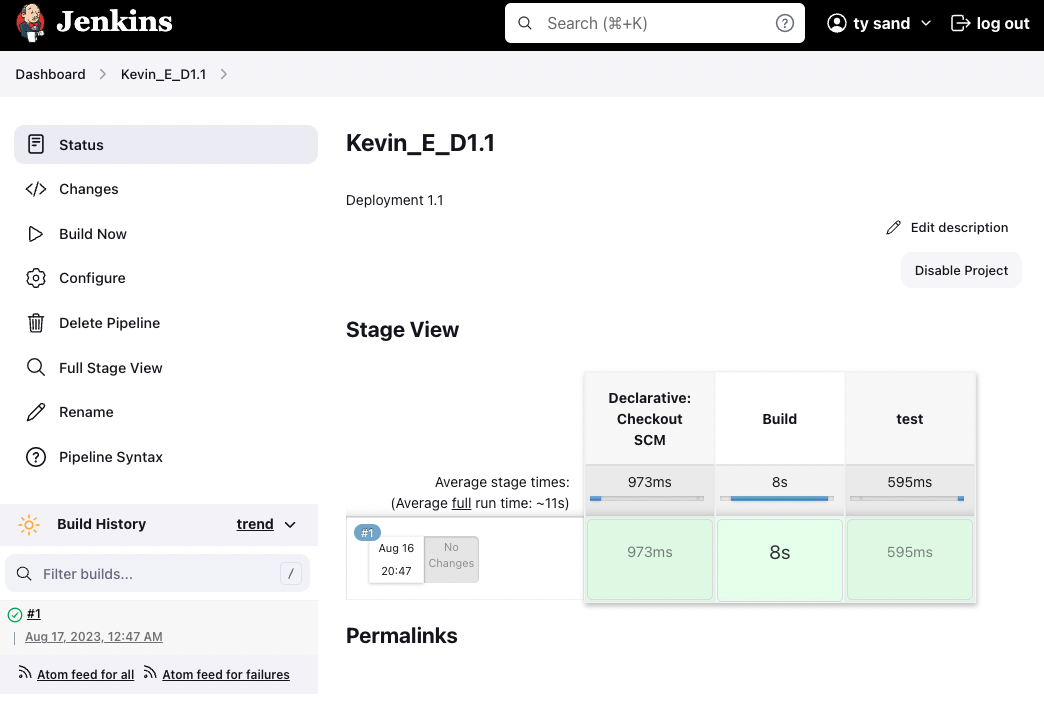 Jenkins
Search (⌘+K)
?
ty sand
log out
Dashboard
Kevin_E_D1.1
Status
Changes
Build Now
Configure
Delete Pipeline
Full Stage View
Rename
Pipeline Syntax
Build History
trend
Filter builds...
/
#1
Aug 17, 2023, 12:47 AM
Atom feed for all
Atom feed for failures
Kevin_E_D1.1
Deployment 1.1
Edit description
Disable Project
Stage View
Declarative:
Checkout
SCM
Build
test
Average stage times:
(Average full run time: ~11s)
973ms
8s
595ms
#1
Aug 16
20:47
No
Changes
973ms
8s
595ms
Permalinks